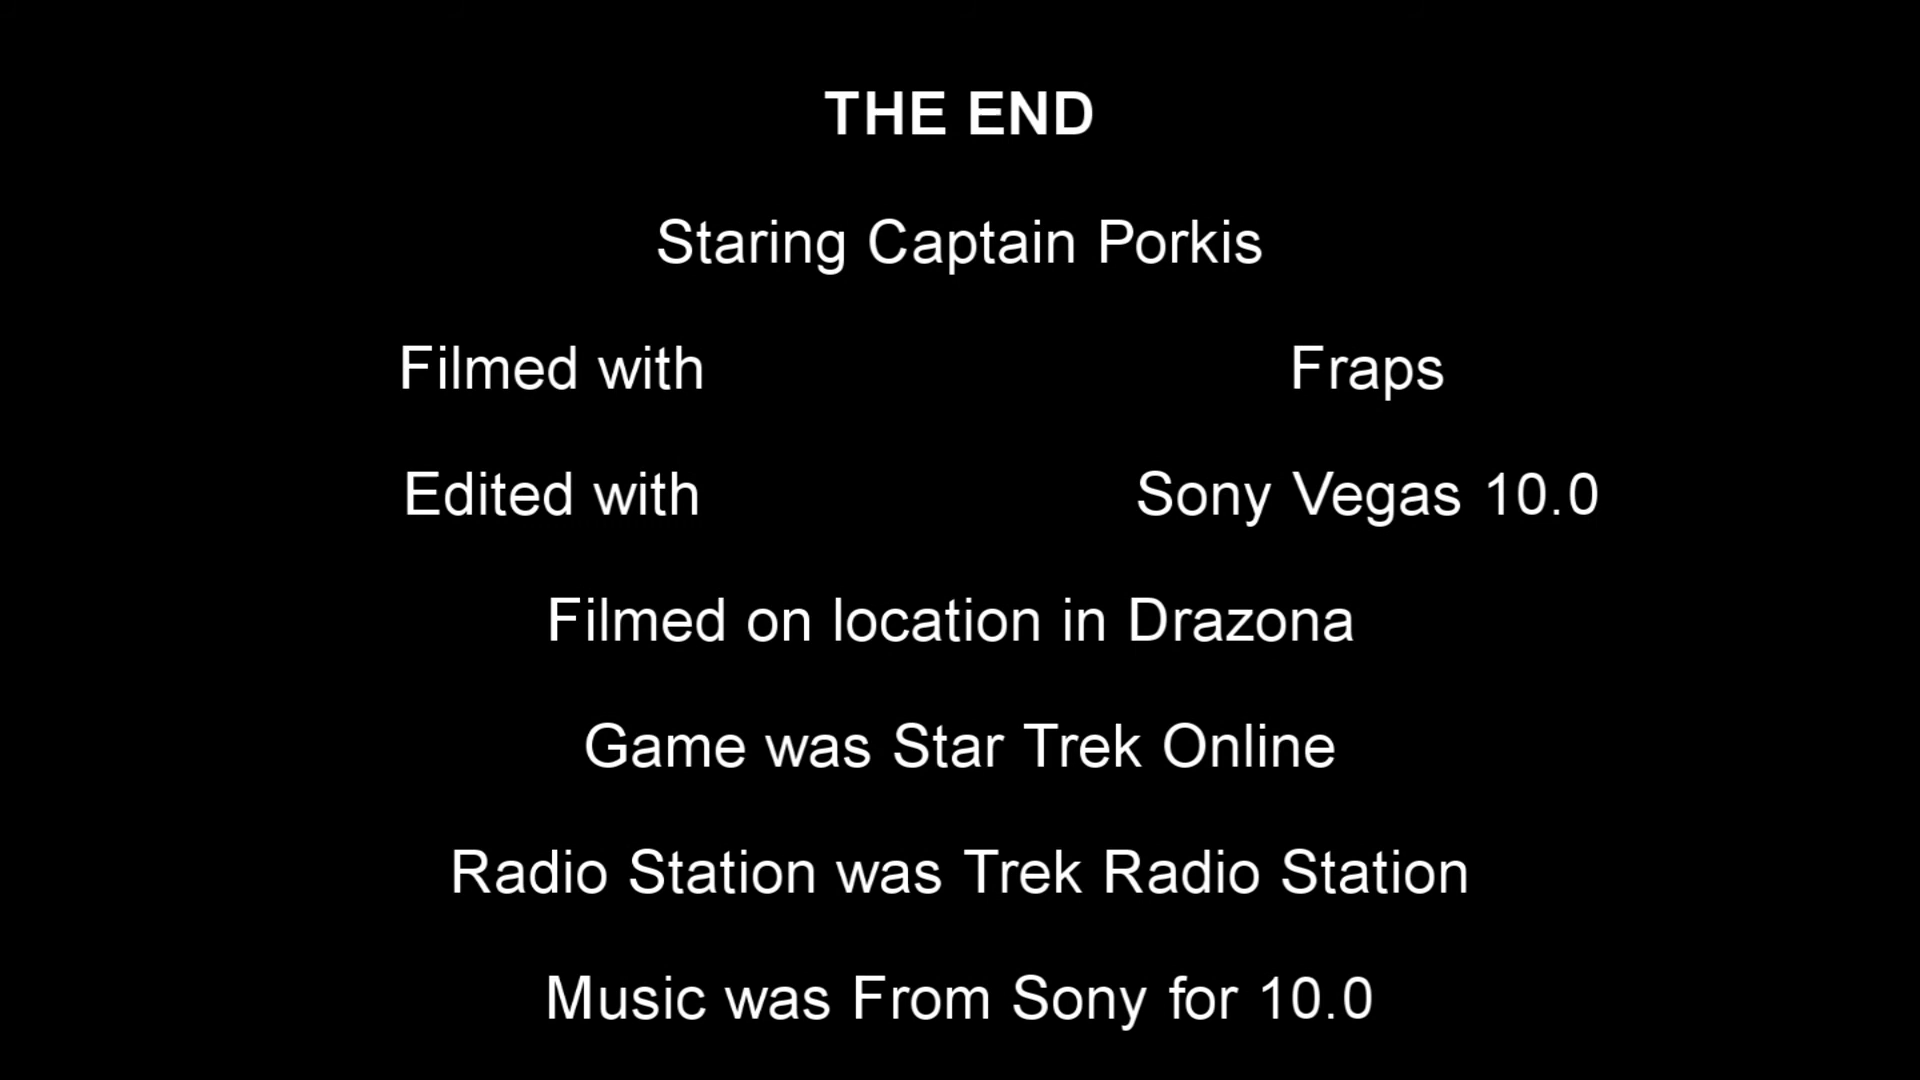 THE END
Staring Captain Porkis
Filmed with Fraps
Edited with Sony Vegas 10.0
Filmed on location in Drazona
Game was Star Trek Online
Radio Station was Trek Radio Station
Music was From Sony for 10.0